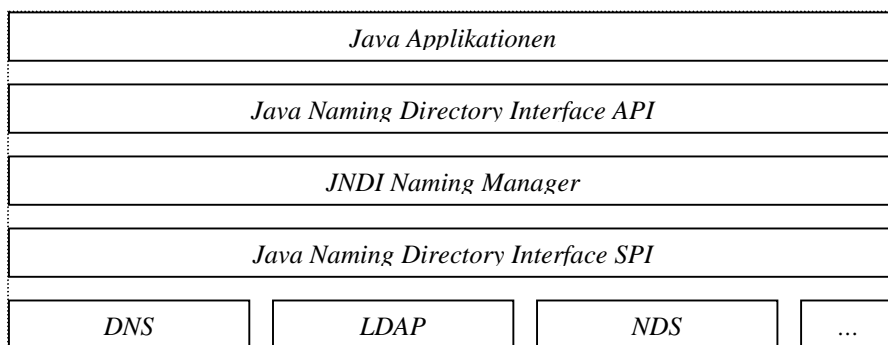 Java Applikationen
Java Naming Directory Interface API
JNDI Naming Manager
Java Naming Directory Interface SPI
DNS LDAP NDS ...